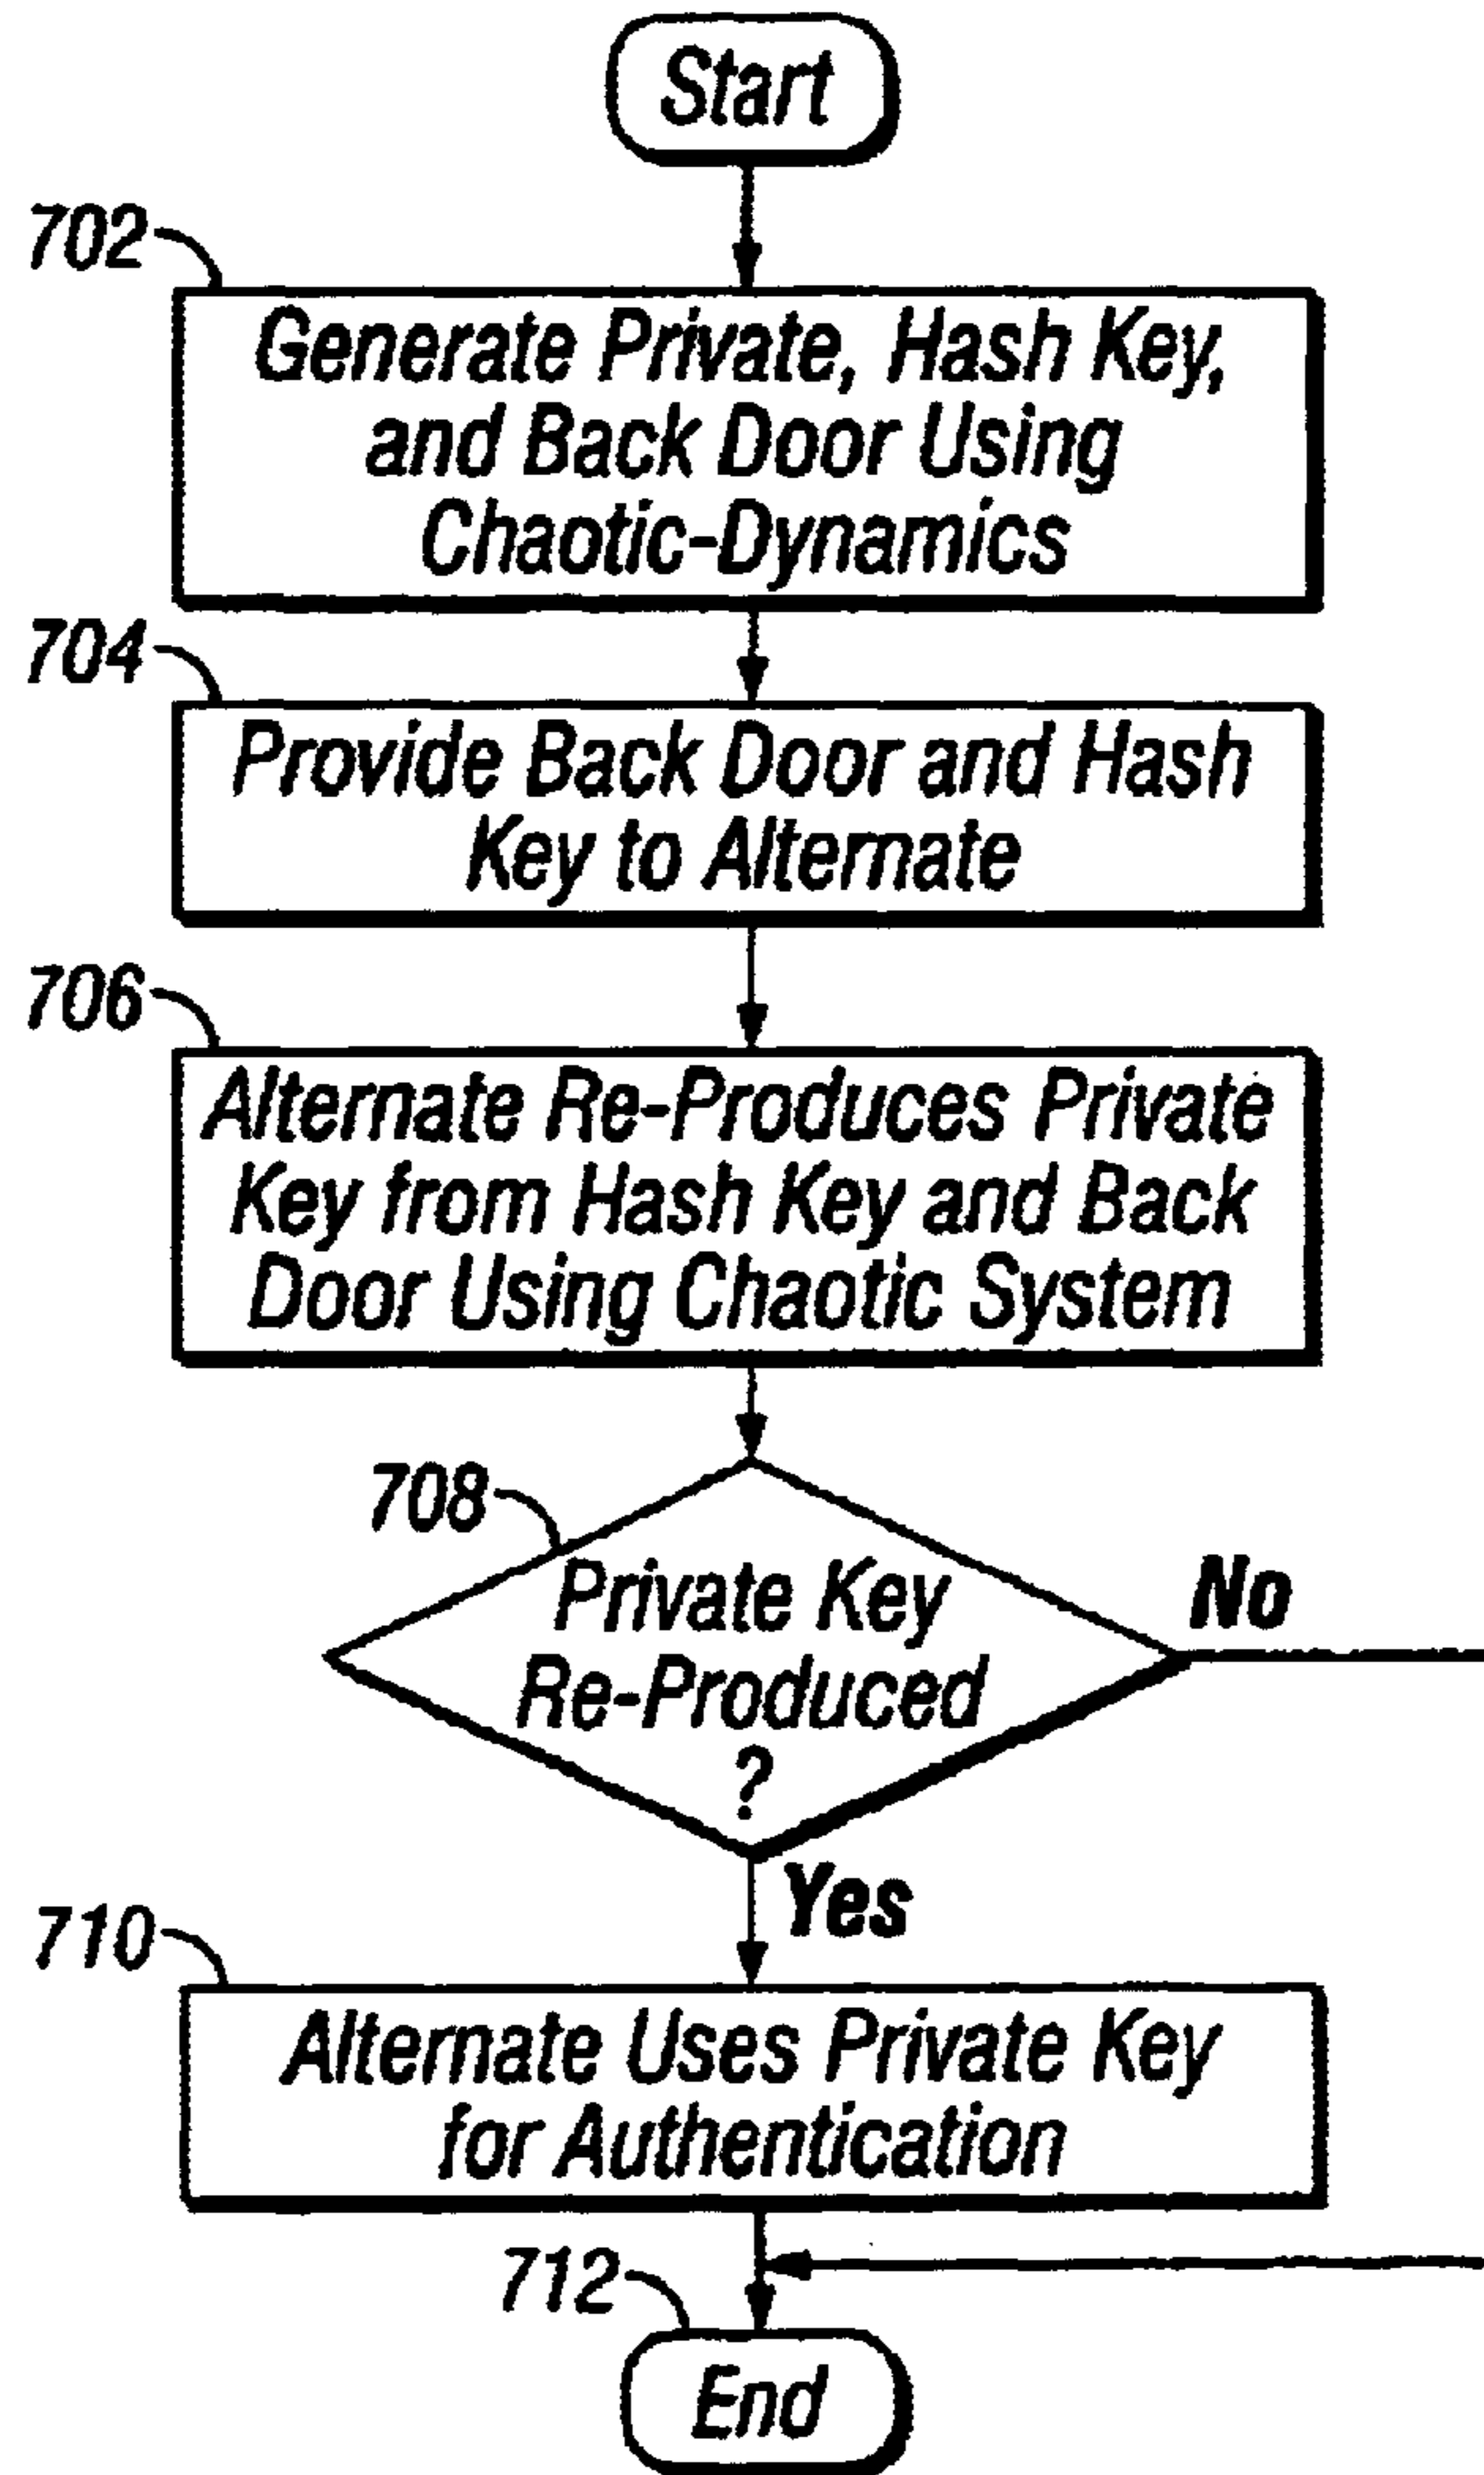 Start
702
Generate Private, Hash Key,
and Back Door Using
Chaotic-Dynamics
704
Provide Back Door and Hash
Key to Alternate
706
Alternate Re-Produces Private
Key from Hash Key and Back
Door Using Chaotic System
708
Private Key
Re-Produced
?
No
Yes
710
Alternate Uses Private Key
for Authentication
712
End